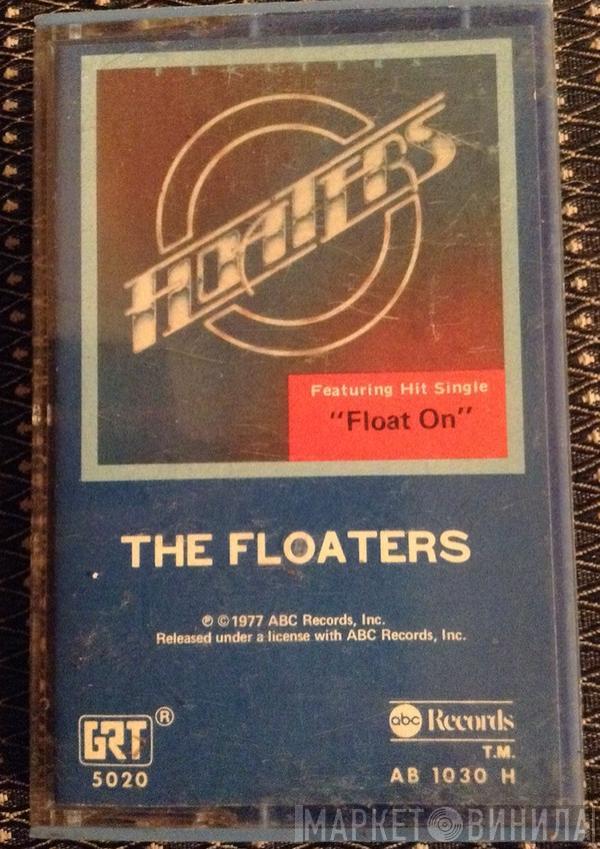 FLOATERS
FLOATERS
Featuring Hit Single
"Float On"
THE FLOATERS
℗ © 1977 ABC Records, Inc.
Released under a license with ABC Records, Inc.
GRT ®
5020
abc Records
T.M.
AB 1030 H
МАРКЕТ ВИНИЛА